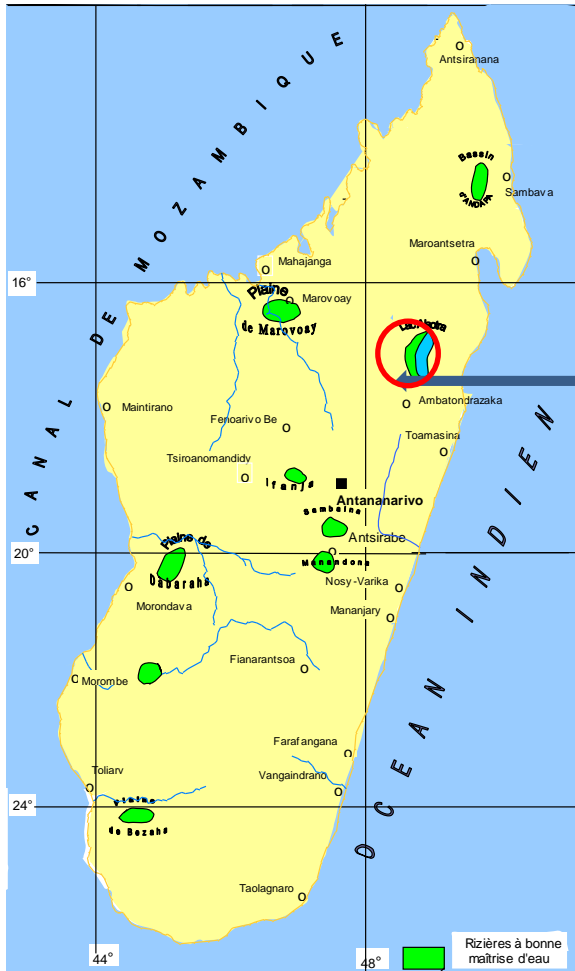 CANAL DE MOZAMBIQUE
Antsiranana
Bassin
d'ANDAPA
Sambava
Maroantsetra
Mahajanga
16°
Plaine
Marovoay
de Marovoay
Lac Alaotra
Maintirano
Ambatondrazaka
Fenoarivo Be
Toamasina
Tsiroanomandidy
Ifanja
Antananarivo
Sambaina
Antsirabe
Plaine de
20°
Manandona
dabaraha
Nosy-Varika
Morondava
Mananjary
Fianarantsoa
Morombe
Farafangana
Toliarv
Vangaindrano
24°
plaine
de Bezaha
OCEAN INDIEN
Taolagnaro
44°
48°
Rizières à bonne
maîtrise d'eau